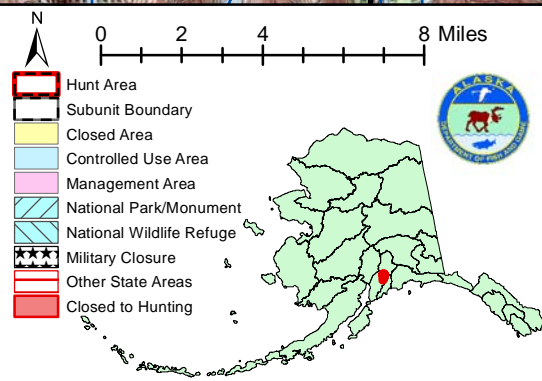 N
0 2 4 8 Miles
Hunt Area
Subunit Boundary
Closed Area
Controlled Use Area
Management Area
National Park/Monument
National Wildlife Refuge
Military Closure
Other State Areas
Closed to Hunting
ALASKA
DEPARTMENT OF FISH AND GAME